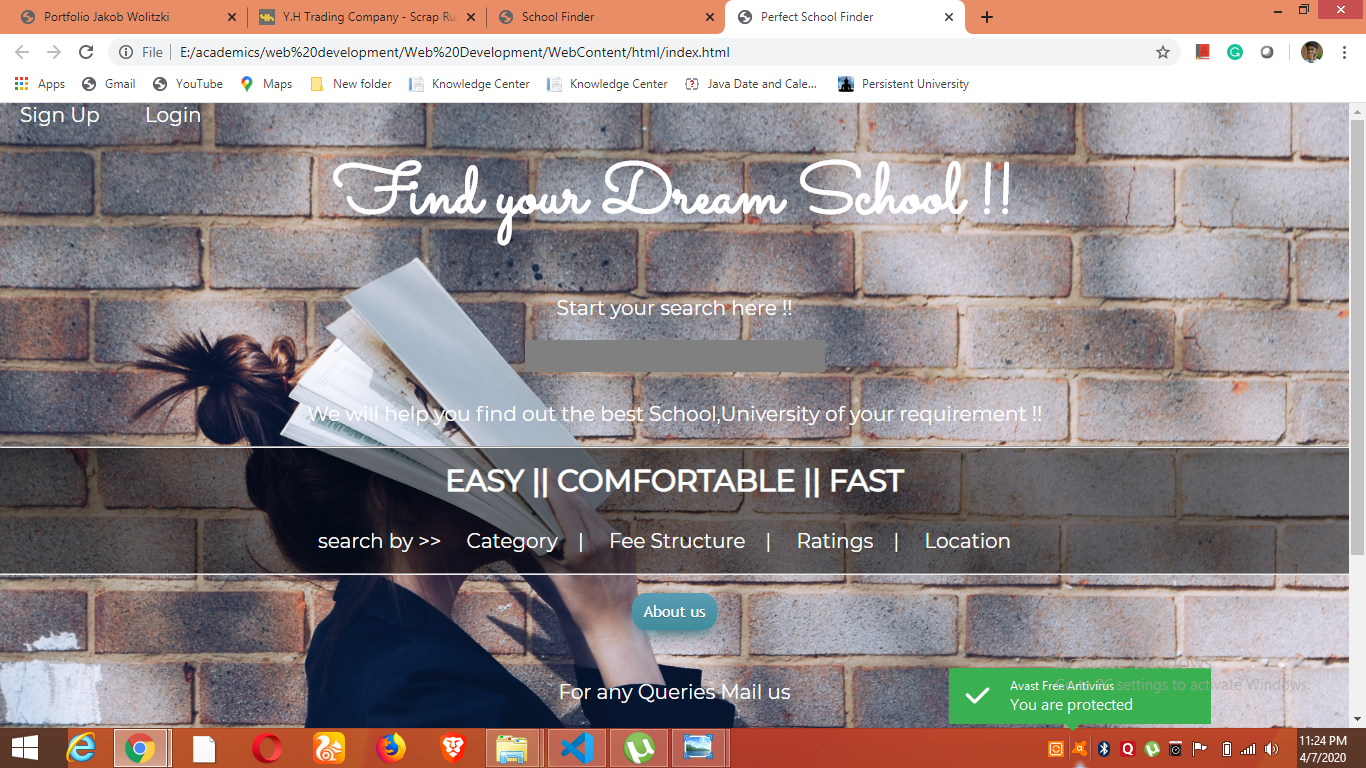 Portfolio Jakob Wolitzki
Y.H Trading Company - Scrap Ru
School Finder
Perfect School Finder
File
E:/academics/web%20development/Web%20Development/WebContent/html/index.html
Apps
Gmail
YouTube
Maps
New folder
Knowledge Center
Knowledge Center
Java Date and Cale...
Persistent University
Sign Up
Login
Find your Dream School !!
Start your search here !!
We will help you find out the best School,University of your requirement !!
EASY || COMFORTABLE || FAST
search by >> Category | Fee Structure | Ratings | Location
About us
For any Queries Mail us
Avast Free Antivirus
You are protected
settings to activate Windows.
11:24 PM
4/7/2020